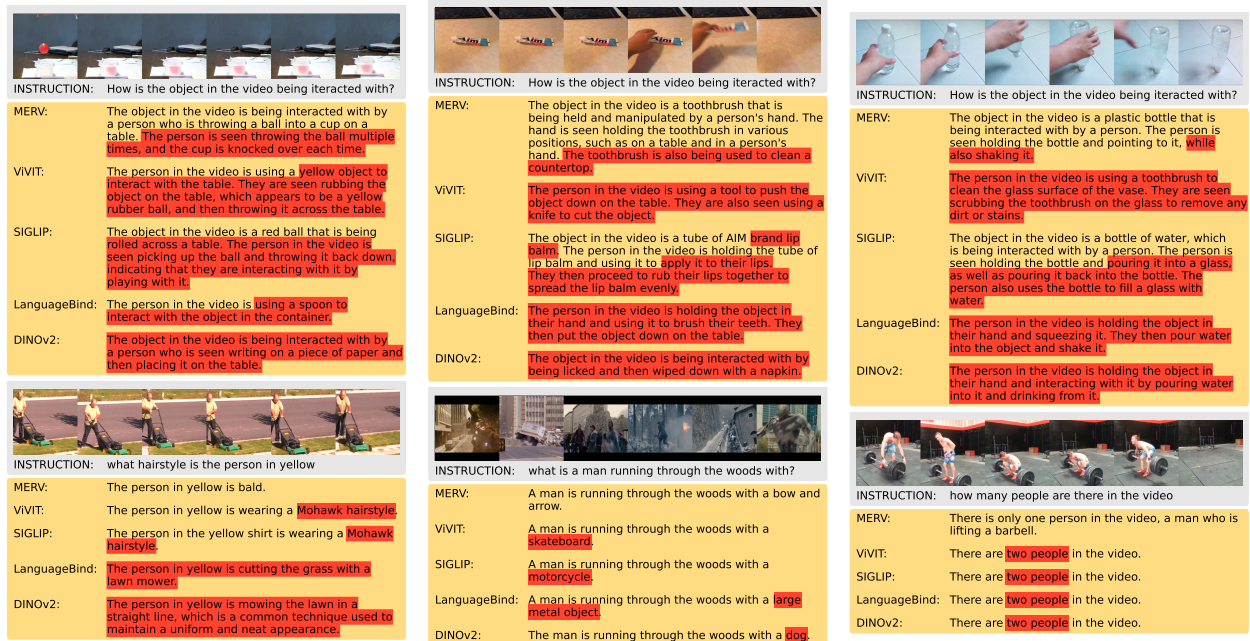 INSTRUCTION: How is the object in the video being iteracted with?
MERV: The object in the video is being interacted with by
a person who is throwing a ball into a cup on a
table. The person is seen throwing the ball multiple
times, and the cup is knocked over each time.
ViVIT: The person in the video is using a yellow object to
interact with the table. They are seen rubbing the
object on the table, which appears to be a yellow
rubber ball, and then throwing it across the table.
SIGLIP: The object in the video is a red ball that is being
rolled across a table. The person in the video is
seen picking up the ball and throwing it back down,
indicating that they are interacting with it by
playing with it.
LanguageBind: The person in the video is using a spoon to
interact with the object in the container.
DINOv2: The object in the video is being interacted with by
a person who is seen writing on a piece of paper and
then placing it on the table.
INSTRUCTION: what hairstyle is the person in yellow
MERV: The person in yellow is bald.
ViVIT: The person in yellow is wearing a Mohawk hairstyle.
SIGLIP: The person in the yellow shirt is wearing a Mohawk
hairstyle.
LanguageBind: The person in yellow is cutting the grass with a
lawn mower.
DINOv2: The person in yellow is mowing the lawn in a
straight line, which is a common technique used to
maintain a uniform and neat appearance.
INSTRUCTION: How is the object in the video being iteracted with?
MERV: The object in the video is a toothbrush that is
being held and manipulated by a person's hand. The
hand is seen holding the toothbrush in various
positions, such as on a table and in a person's
hand. The toothbrush is also being used to clean a
countertop.
ViVIT: The person in the video is using a tool to push the
object down on the table. They are also seen using a
knife to cut the object.
SIGLIP: The object in the video is a tube of AIM brand lip
balm. The person in the video is holding the tube of
lip balm and using it to apply it to their lips.
They then proceed to rub their lips together to
spread the lip balm evenly.
LanguageBind: The person in the video is holding the object in
their hand and using it to brush their teeth. They
then put the object down on the table.
DINOv2: The object in the video is being interacted with by
being licked and then wiped down with a napkin.
INSTRUCTION: what is a man running through the woods with?
MERV: A man is running through the woods with a bow and
arrow.
ViVIT: A man is running through the woods with a
skateboard.
SIGLIP: A man is running through the woods with a
motorcycle.
LanguageBind: A man is running through the woods with a large
metal object.
DINOv2: The man is running through the woods with a dog.
INSTRUCTION: How is the object in the video being iteracted with?
MERV: The object in the video is a plastic bottle that is
being interacted with by a person. The person is
seen holding the bottle and pointing to it, while
also shaking it.
ViVIT: The person in the video is using a toothbrush to
clean the glass surface of the vase. They are seen
scrubbing the toothbrush on the glass to remove any
dirt or stains.
SIGLIP: The object in the video is a bottle of water, which
is being interacted with by a person. The person is
seen holding the bottle and pouring it into a glass,
as well as pouring it back into the bottle. The
person also uses the bottle to fill a glass with
water.
LanguageBind: The person in the video is holding the object in
their hand and squeezing it. They then pour water
into the object and shake it.
DINOv2: The person in the video is holding the object in
their hand and interacting with it by pouring water
into it and drinking from it.
INSTRUCTION: how many people are there in the video
MERV: There is only one person in the video, a man who is
lifting a barbell.
ViVIT: There are two people in the video.
SIGLIP: There are two people in the video.
LanguageBind: There are two people in the video.
DINOv2: There are two people in the video.